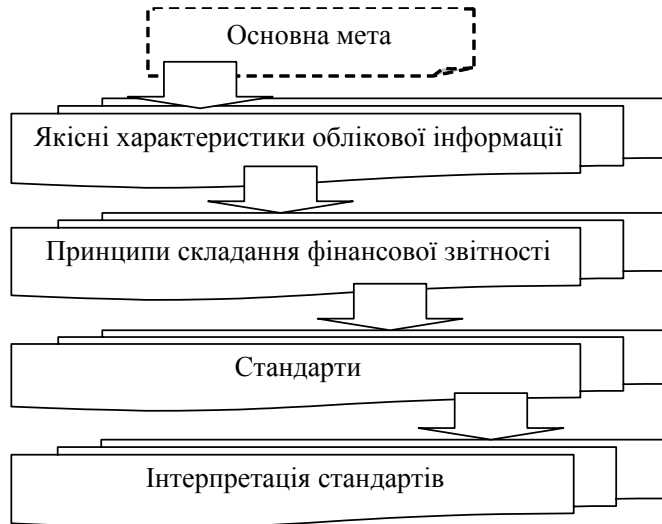 Основна мета
Якісні характеристики облікової інформації
Принципи складання фінансової звітності
Стандарти
Інтерпретація стандартів